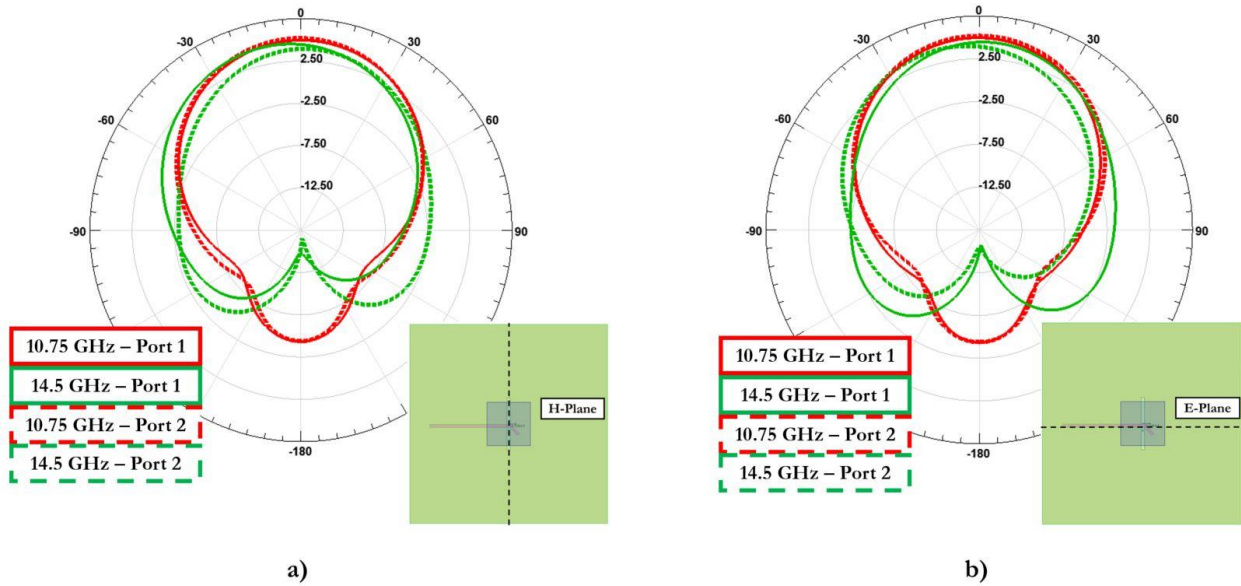 0
-30
30
2.50
-60
60
-2.50
-7.50
-12.50
-90
90
-180
10.75 GHz – Port 1
14.5 GHz – Port 1
10.75 GHz – Port 2
14.5 GHz – Port 2
H-Plane
a)
0
-30
30
2.50
-60
60
-2.50
-7.50
-12.50
-90
90
-180
10.75 GHz – Port 1
14.5 GHz – Port 1
10.75 GHz – Port 2
14.5 GHz – Port 2
E-Plane
b)